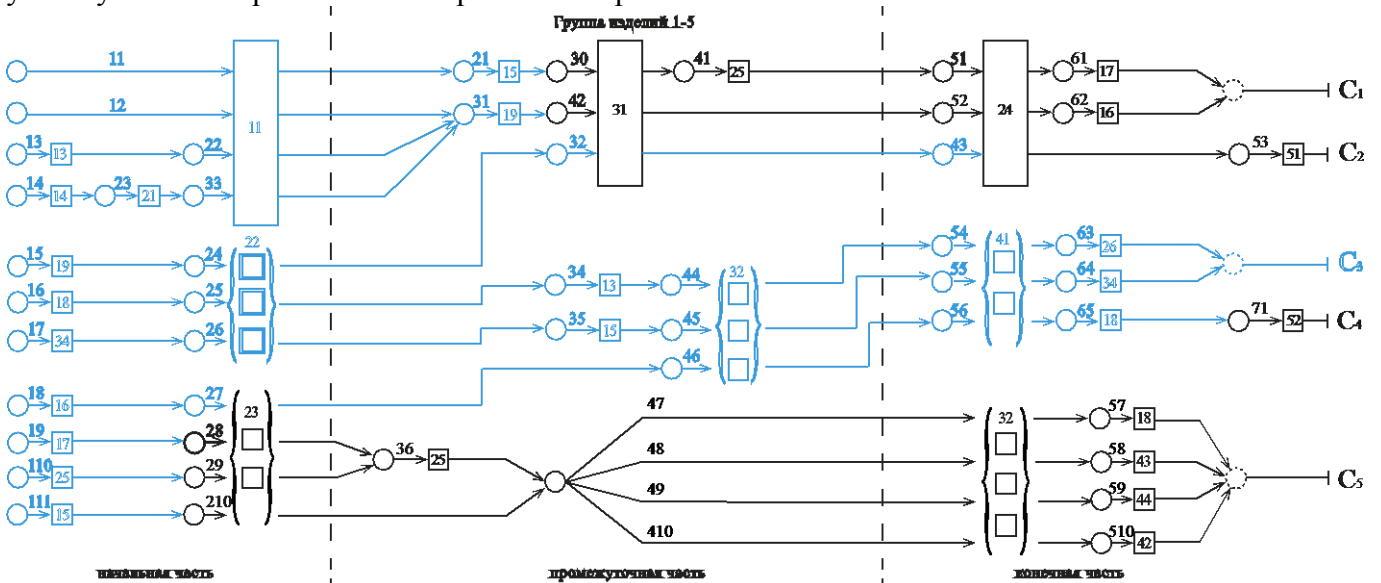 Группа изделий 1-5
11 21 15 30 41 25 51 61 17
12 31 19 42 31 52 24 62 16 C₁
11
13 13 22 32 43 53 51 C₂
14 14 23 21 33
22 54 41 63 26
15 19 24 34 13 44 32 55 64 34 C₃
16 18 25 35 15 45 56 65 18 71 52 C₄
17 34 26 46
18 16 27 23 47 32 57 18
19 17 28 36 25 48 58 43
110 25 29 49 59 44 C₅
111 15 210 410 510 42
начальная часть промежуточная часть конечная часть